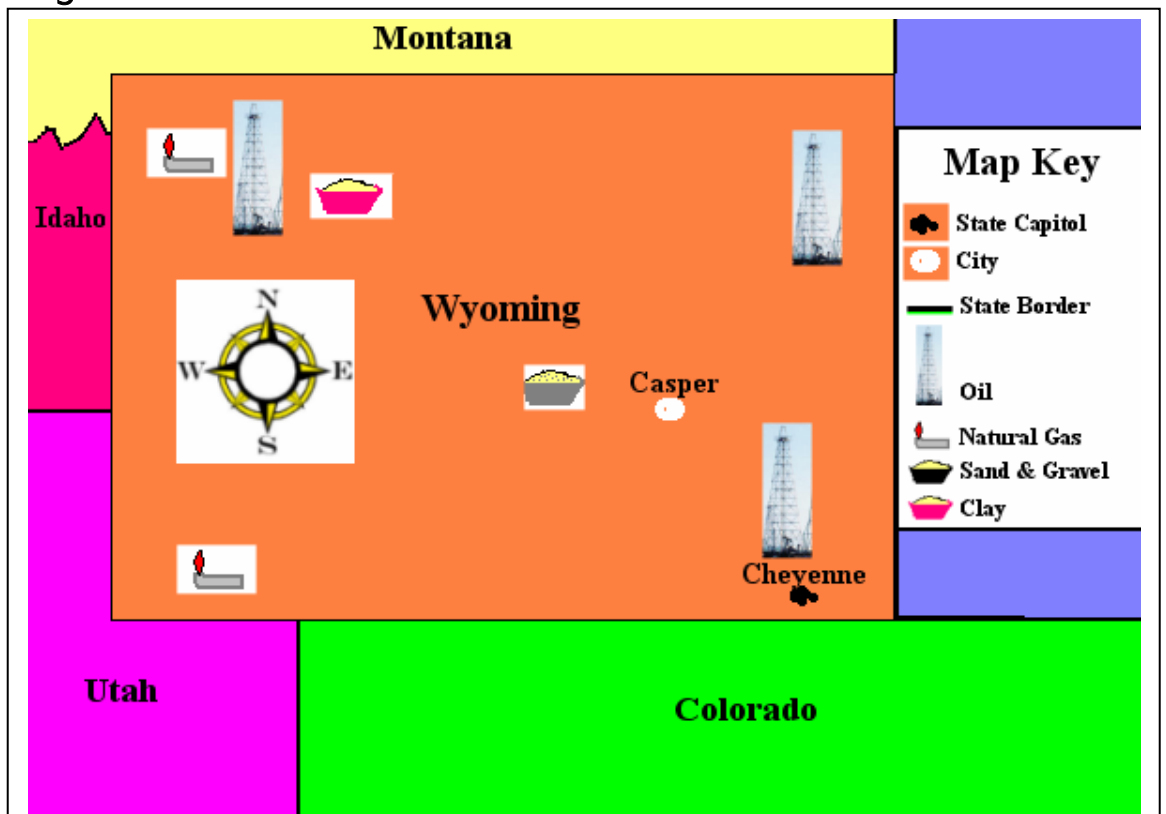 Montana
Map Key
State Capitol
Idaho
City
N
Wyoming
State Border
W
E
Casper
Oil
S
Natural Gas
Sand & Gravel
Clay
Cheyenne
Utah
Colorado